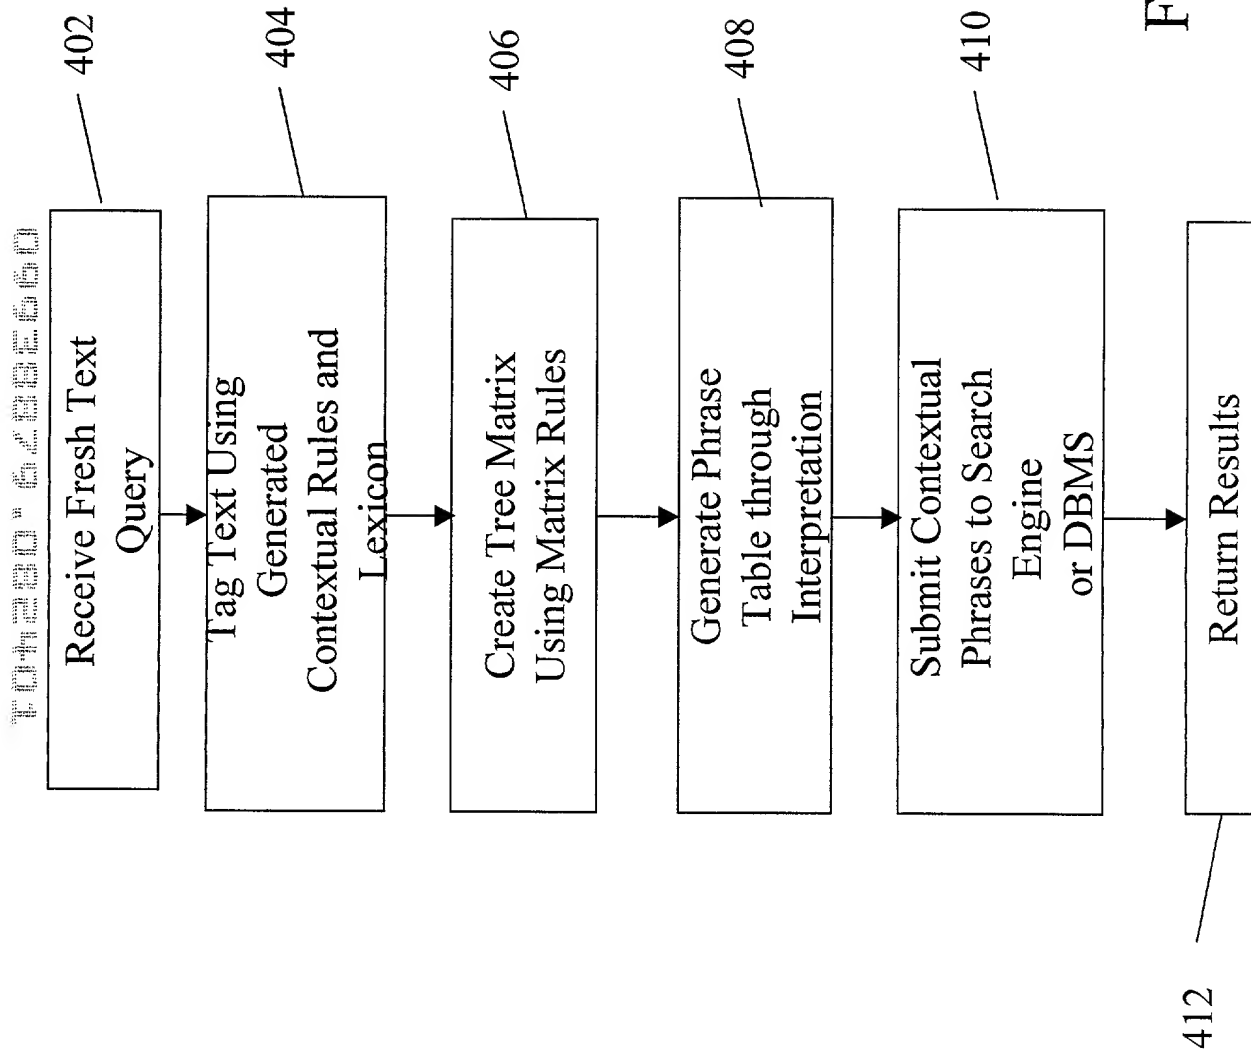 Receive Fresh Text
Query
402
Tag Text Using
Generated
Contextual Rules and
Lexicon
404
Create Tree Matrix
Using Matrix Rules
406
Generate Phrase
Table through
Interpretation
408
Submit Contextual
Phrases to Search
Engine
or DBMS
410
Return Results
412
F